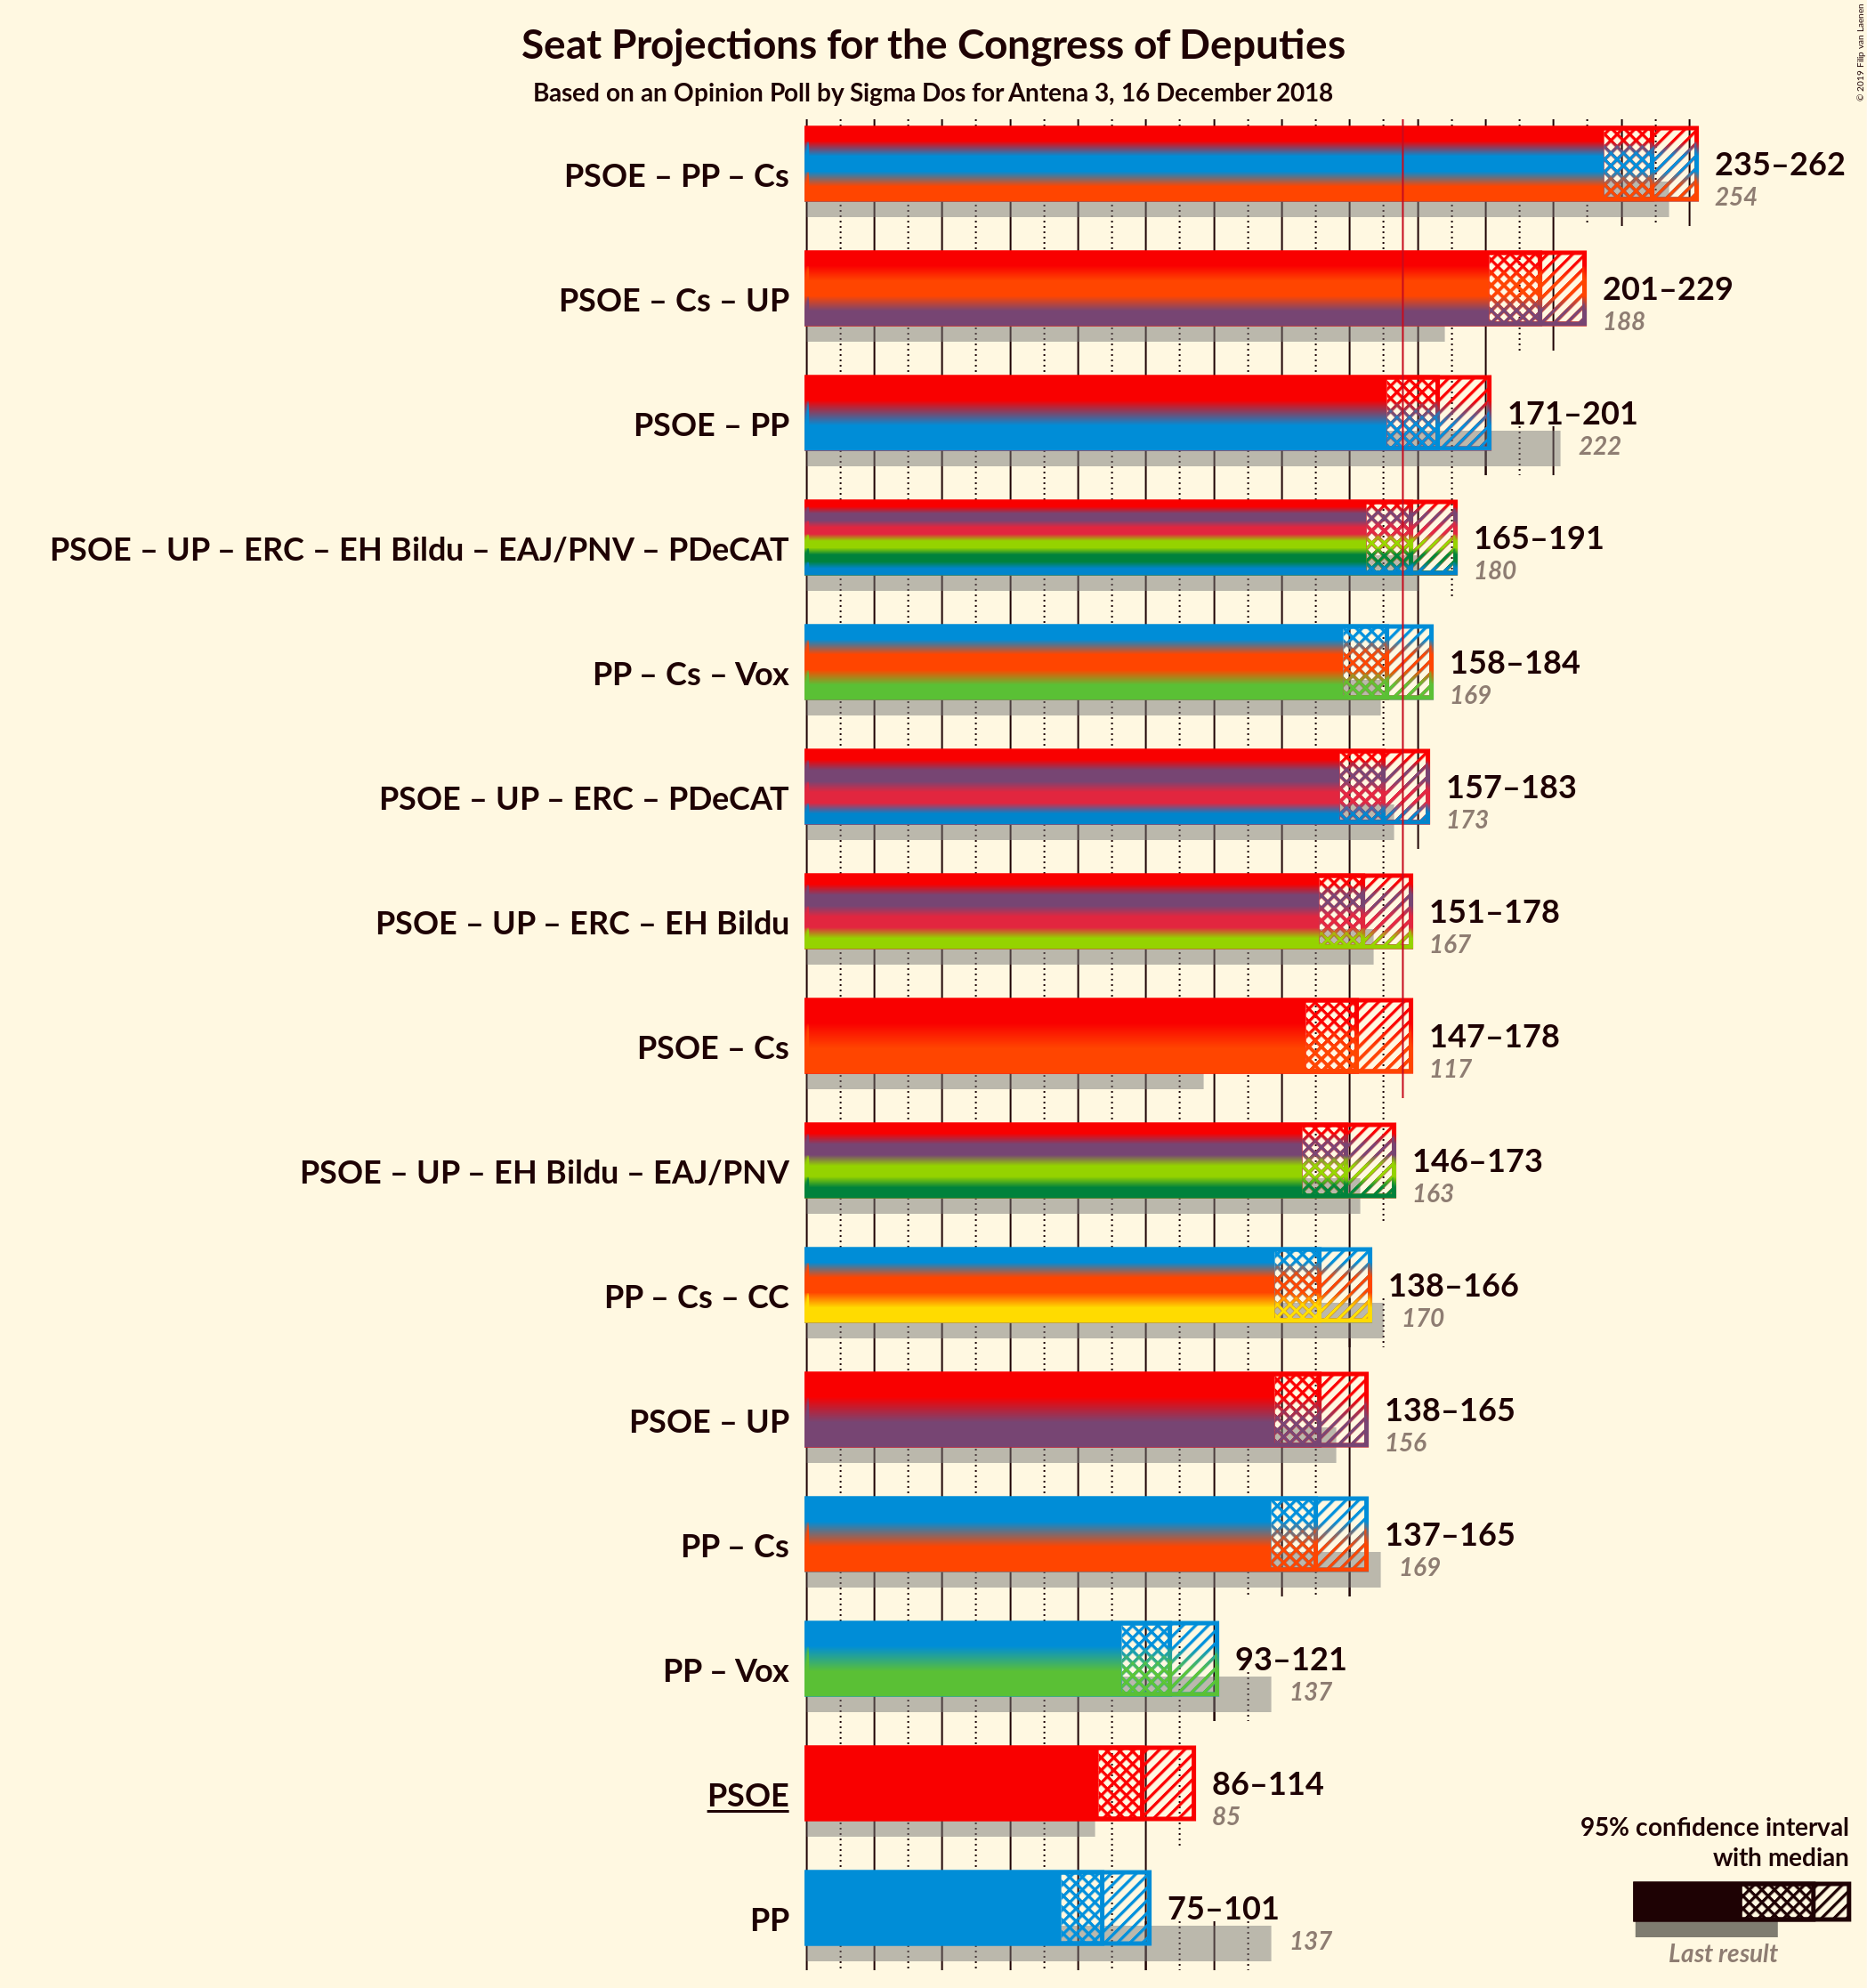 Seat Projections for the Congress of Deputies
Based on an Opinion Poll by Sigma Dos for Antena 3, 16 December 2018
© 2019 Filip van Laenen
PSOE – PP – Cs
235–262
254
PSOE – Cs – UP
201–229
188
PSOE – PP
171–201
222
PSOE – UP – ERC – EH Bildu – EAJ/PNV – PDeCAT
165–191
180
PP – Cs – Vox
158–184
169
PSOE – UP – ERC – PDeCAT
157–183
173
PSOE – UP – ERC – EH Bildu
151–178
167
PSOE – Cs
147–178
117
PSOE – UP – EH Bildu – EAJ/PNV
146–173
163
PP – Cs – CC
138–166
170
PSOE – UP
138–165
156
PP – Cs
137–165
169
PP – Vox
93–121
137
PSOE
86–114
85
PP
75–101
137
95% confidence interval
with median
Last result